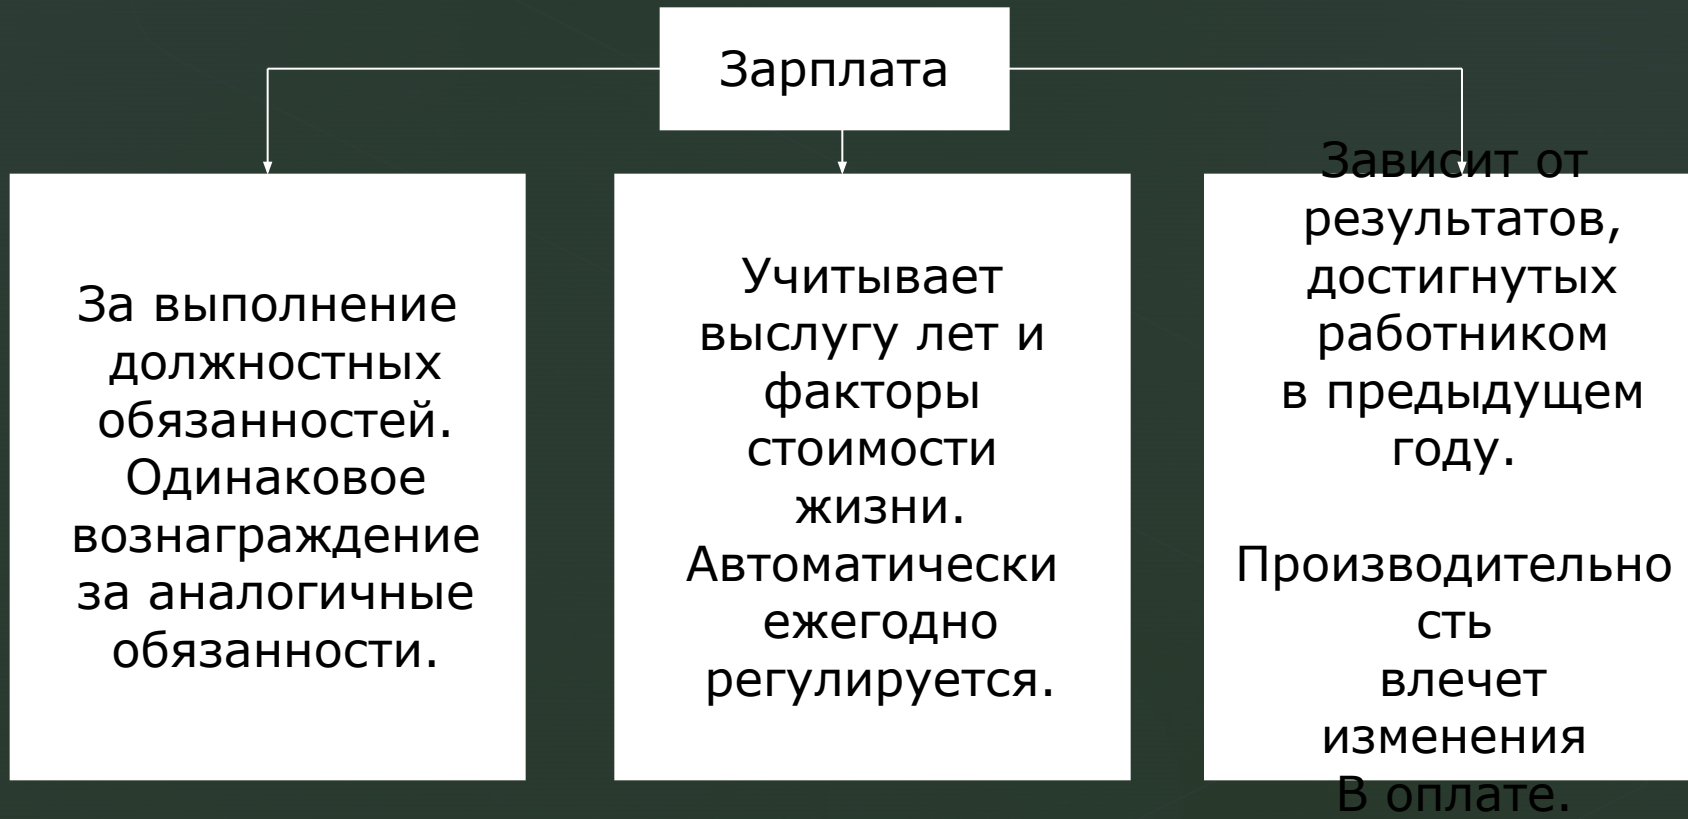 Зарплата
За выполнение
должностных
обязанностей.
Одинаковое
вознаграждение
за аналогичные
обязанности.
Учитывает
выслугу лет и
факторы
стоимости
жизни.
Автоматически
ежегодно
регулируется.
Зависит от
результатов,
достигнутых
работником
в предыдущем
году.
Производительно
сть
влечет
изменения
В оплате.